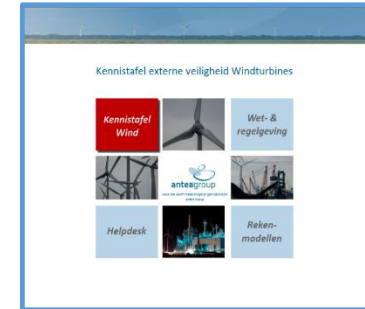 Kennistafel externe veiligheid Windturbines
Kennistafel
Wind
Wet- &
regelgeving
anteagroup
Helpdesk
Reken-
modellen